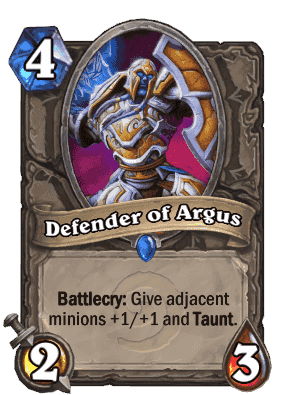 4
Defender of Argus
Battlecry: Give adjacent
minions +1/+1 and Taunt.
2
3